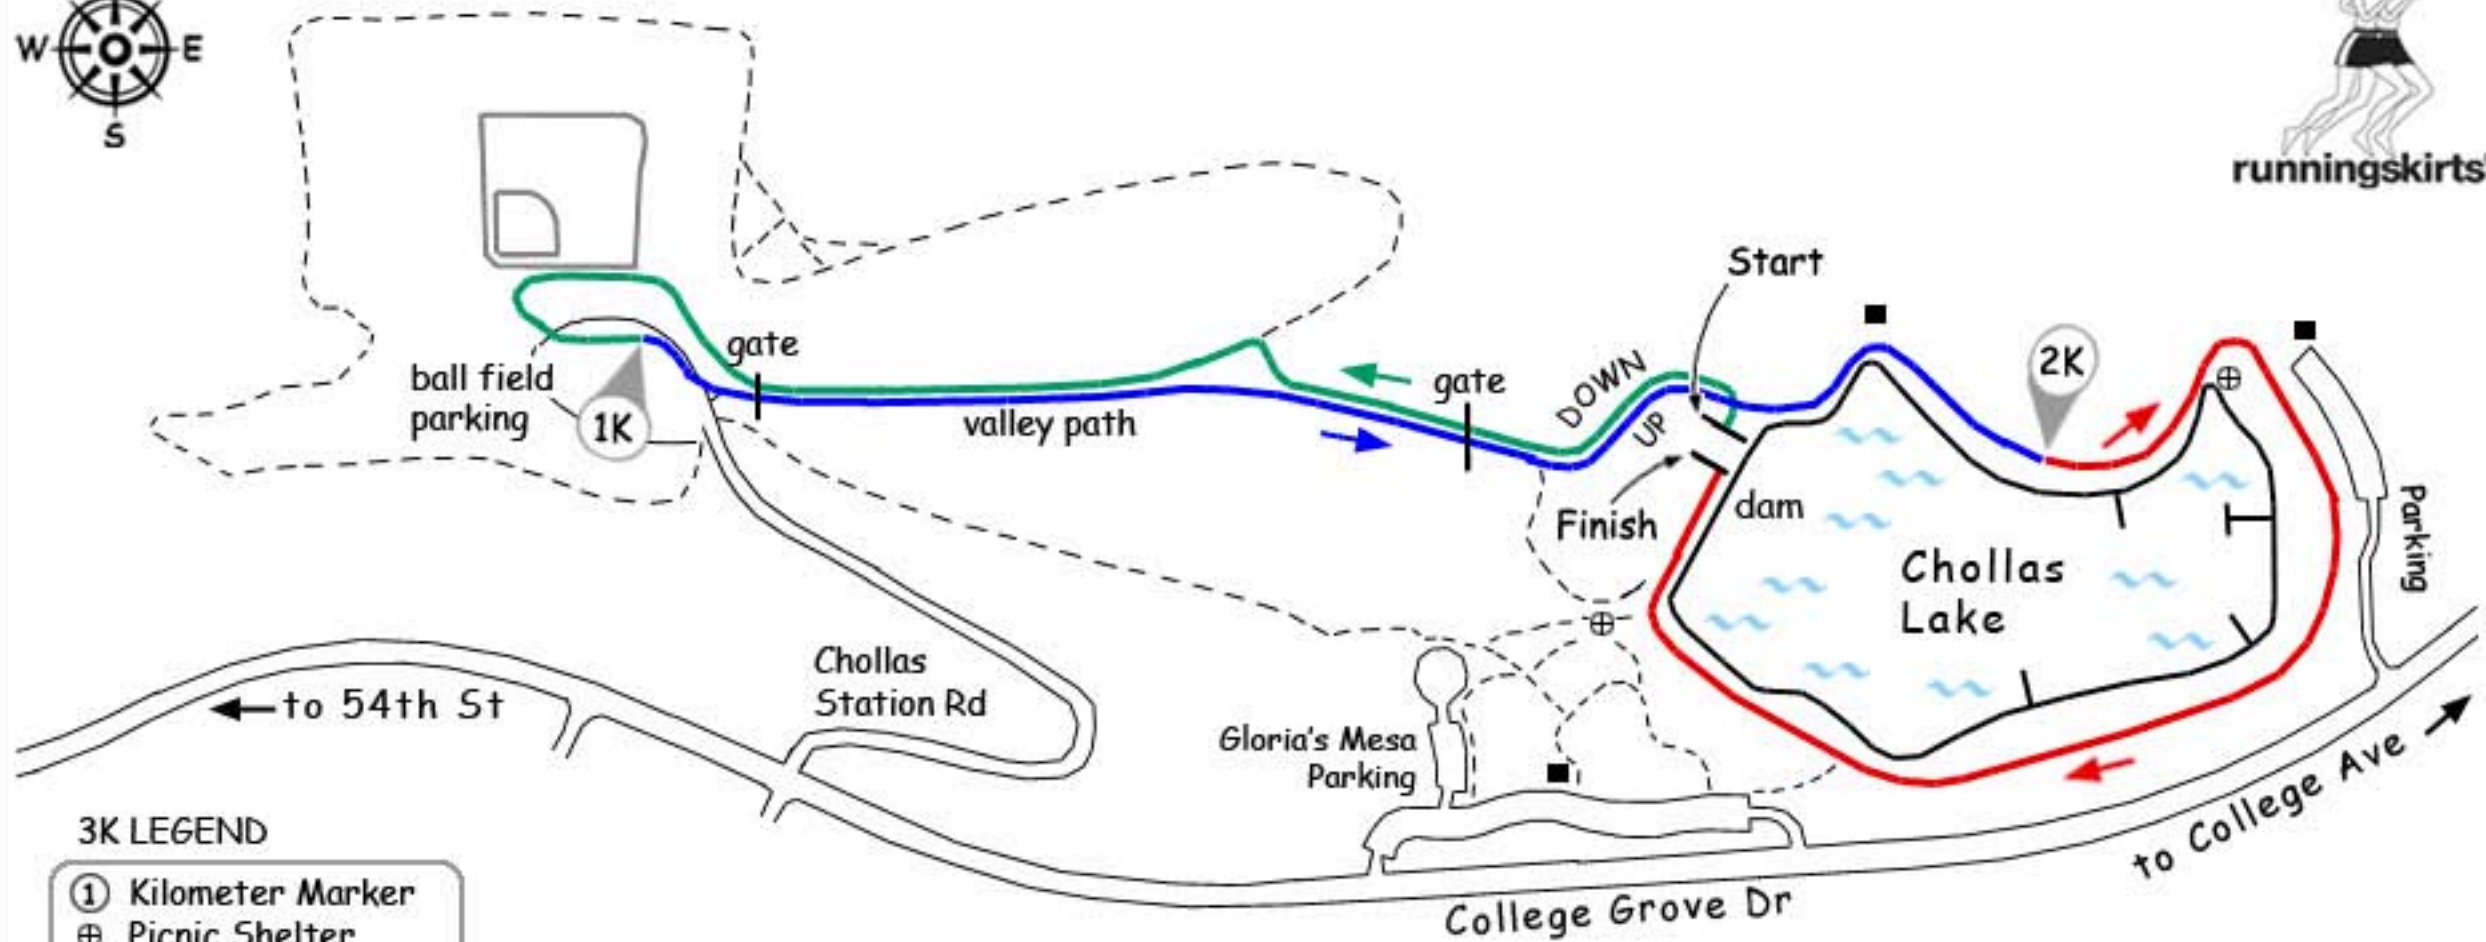 W E
S
runningskirts®
Start
gate
ball field
parking
1K
valley path
gate
DOWN
UP
2K
Finish
dam
Chollas
Lake
Parking
Chollas
Station Rd
to 54th St
Gloria's Mesa
Parking
to College Ave
College Grove Dr
3K LEGEND
1 Kilometer Marker
Picnic Shelter